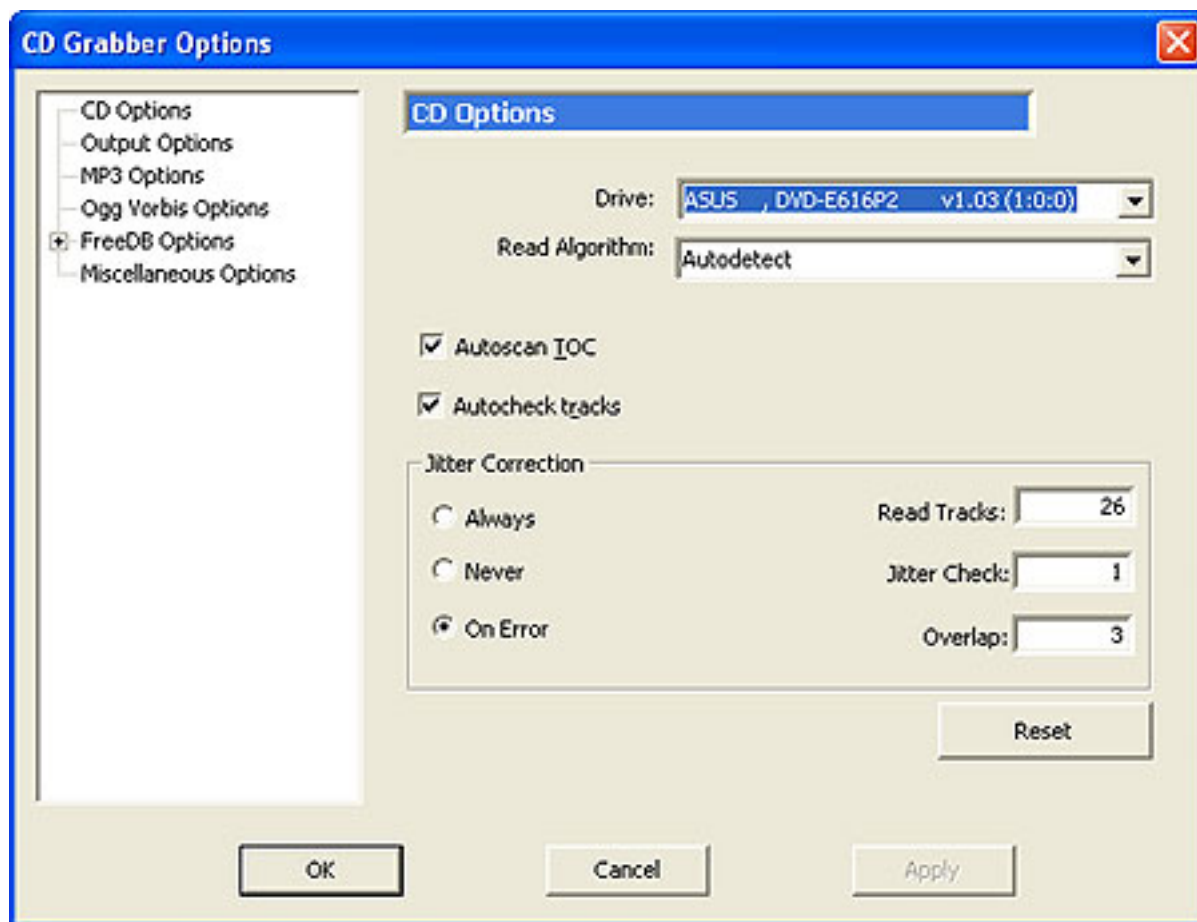 CD Grabber Options
CD Options
Output Options
MP3 Options
Ogg Vorbis Options
FreeDB Options
Miscellaneous Options
CD Options
Drive: ASUS , DVD-E616P2 v1.03 (1:0:0)
Read Algorithm: Autodetect
Autoscan TOC
Autocheck tracks
Jitter Correction
Always
Read Tracks: 26
Never
Jitter Check: 1
On Error
Overlap: 3
Reset
OK Cancel Apply